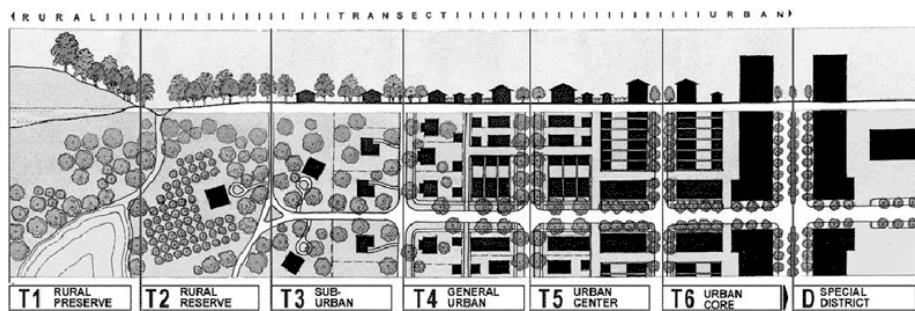 RURAL TRANSECT URBAN
T1 RURAL PRESERVE
T2 RURAL RESERVE
T3 SUB-URBAN
T4 GENERAL URBAN
T5 URBAN CENTER
T6 URBAN CORE
D SPECIAL DISTRICT